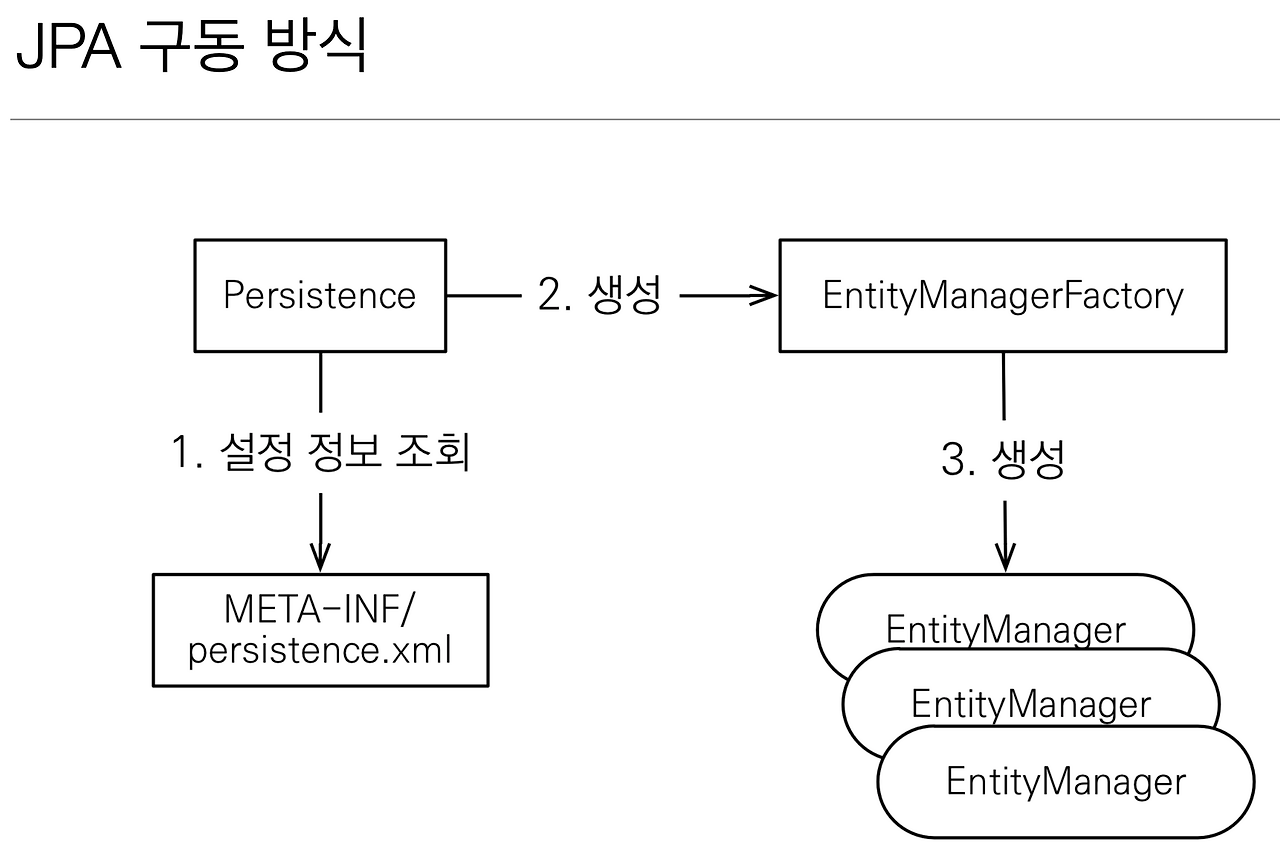 JPA 구동 방식
Persistence
2. 생성
EntityManagerFactory
1. 설정 정보 조회
3. 생성
META-INF/
persistence.xml
EntityManager
EntityManager
EntityManager